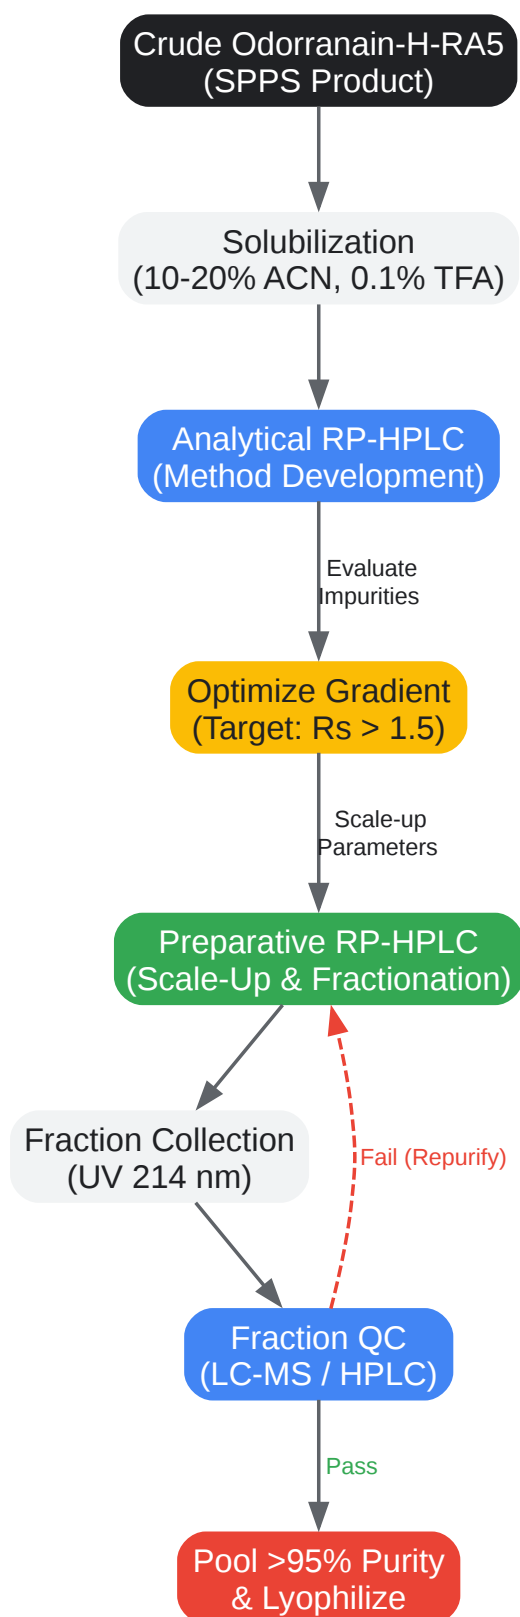 Crude Odorranain-H-RA5
(SPPS Product)
Solubilization
(10-20% ACN, 0.1% TFA)
Analytical RP-HPLC
(Method Development)
Evaluate
Impurities
Optimize Gradient
(Target: Rs > 1.5)
Scale-up
Parameters
Preparative RP-HPLC
(Scale-Up & Fractionation)
Fraction Collection
(UV 214 nm)
Fail (Repurify)
Fraction QC
(LC-MS / HPLC)
Pass
Pool >95% Purity
& Lyophilize